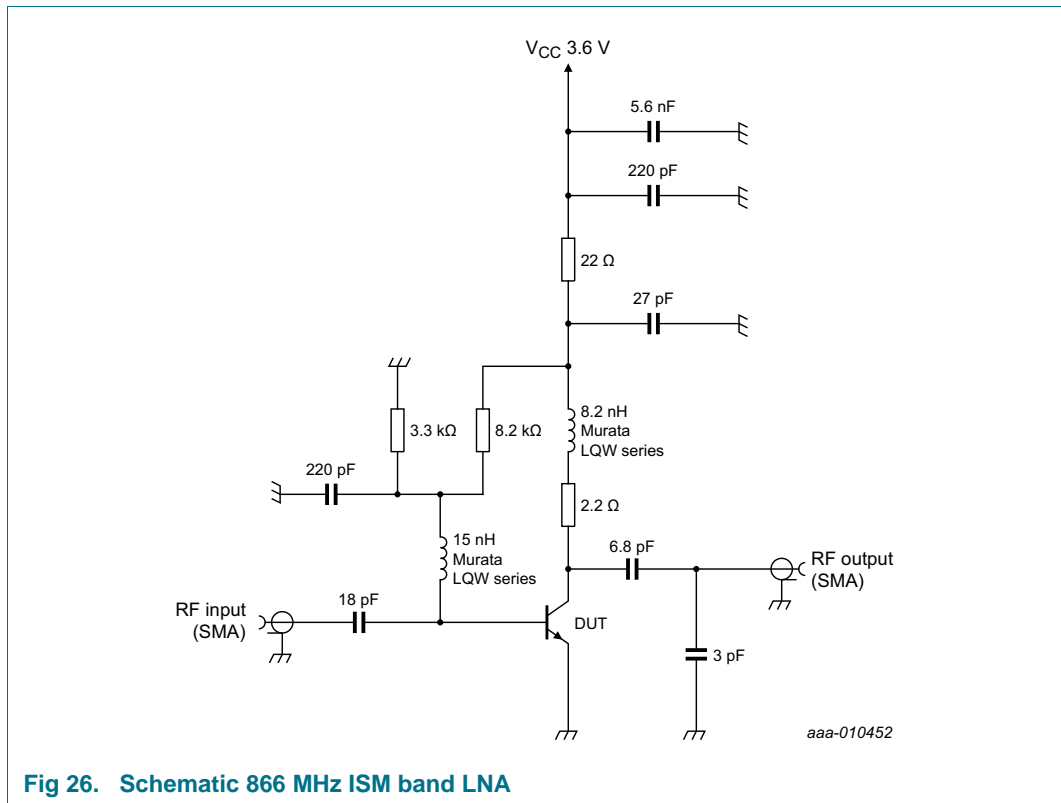 VCC 3.6 V
5.6 nF
220 pF
22 Ω
27 pF
3.3 kΩ
8.2 kΩ
8.2 nH
Murata
LQW series
220 pF
2.2 Ω
15 nH
Murata
LQW series
6.8 pF
RF output
(SMA)
RF input
(SMA)
18 pF
DUT
3 pF
aaa-010452
Fig 26. Schematic 866 MHz ISM band LNA